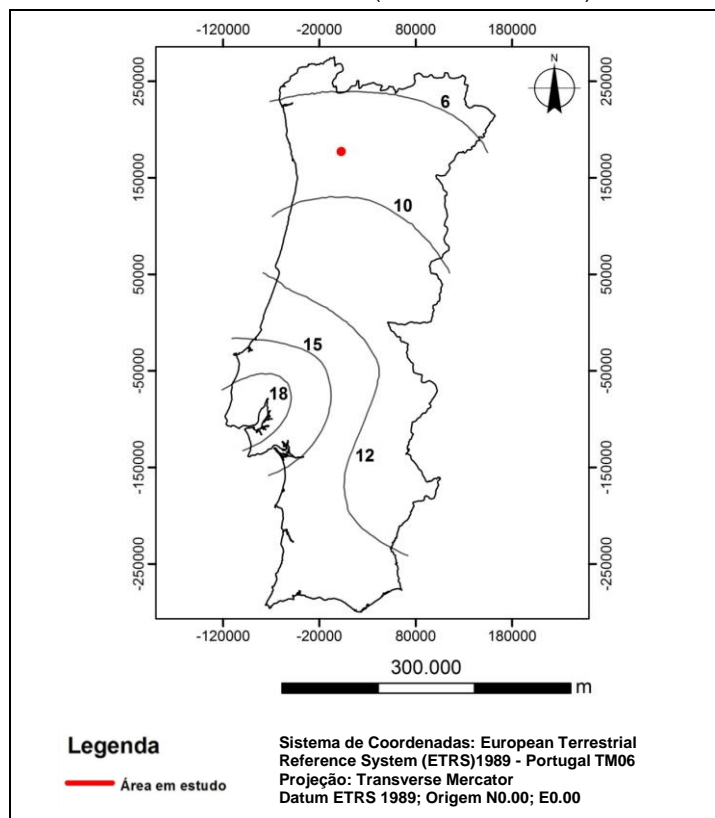 -120000 -20000 80000 180000
N
250000 250000
6
150000 150000
10
50000 50000
15
-50000 -50000
18
12
-150000 -150000
-250000 -250000
-120000 -20000 80000 180000
300.000
m
Legenda
Área em estudo
Sistema de Coordenadas: European Terrestrial
Reference System (ETRS)1989 - Portugal TM06
Projeção: Transverse Mercator
Datum ETRS 1989; Origem N0.00; E0.00